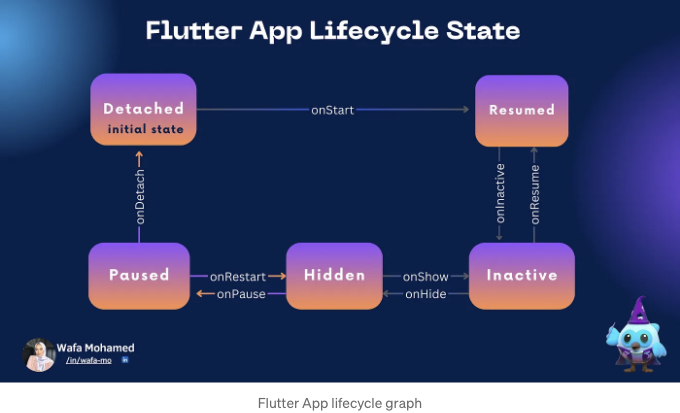 Flutter App Lifecycle State
Detached
initial state
onStart
Resumed
onDetach
onInactive
onResume
Paused
onRestart
onPause
Hidden
onShow
onHide
Inactive
Wafa Mohamed
/in/wafa-mo
in
Flutter App lifecycle graph